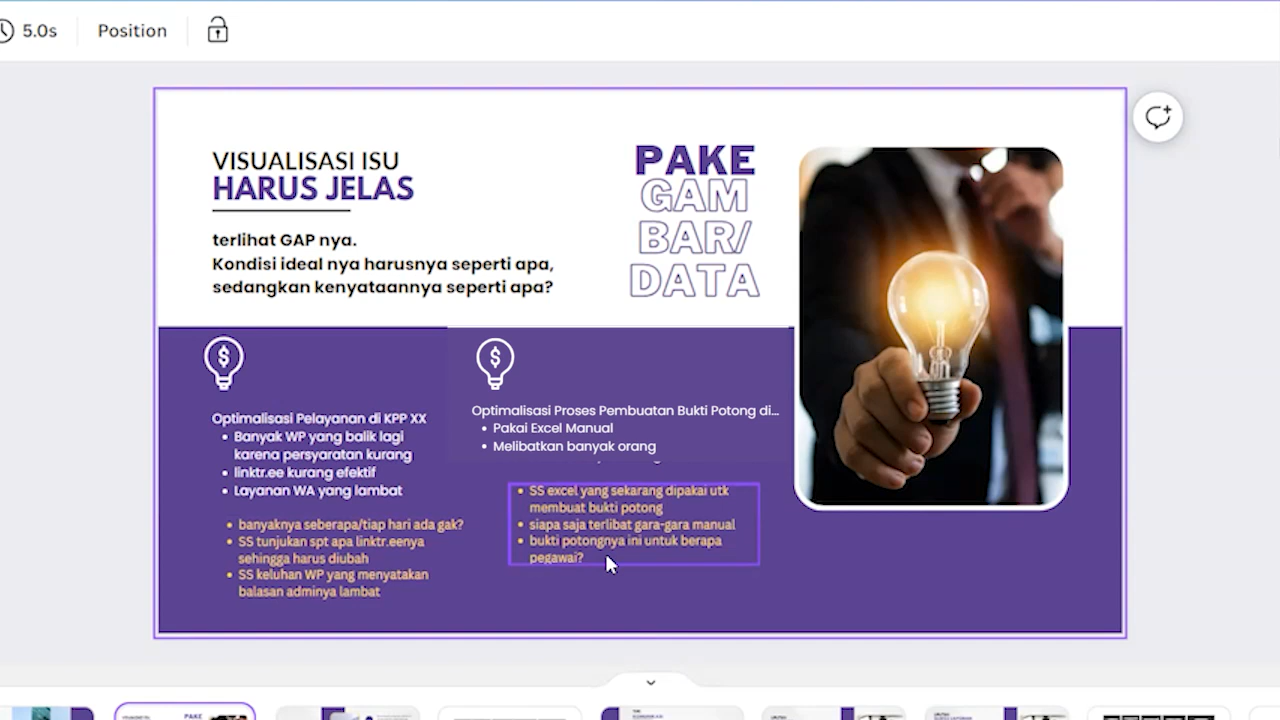 5.0s
Position
VISUALISASI ISU
HARUS JELAS
terlihat GAP nya.
Kondisi ideal nya harusnya seperti apa,
sedangkan kenyataannya seperti apa?
PAKE
GAM
BAR/
DATA
Optimalisasi Pelayanan di KPP XX
• Banyak WP yang balik lagi
karena persyaratan kurang
• linktr.ee kurang efektif
• Layanan WA yang lambat
• banyaknya seberapa/tiap hari ada gak?
• SS tunjukan spt apa linktr.eenya
sehingga harus diubah
• SS keluhan WP yang menyatakan
balasan adminya lambat
Optimalisasi Proses Pembuatan Bukti Potong di...
• Pakai Excel Manual
• Melibatkan banyak orang
• SS excel yang sekarang dipakai utk
membuat bukti potong
• siapa saja terlibat gara-gara manual
• bukti potongnya ini untuk berapa
pegawai?
PAKE